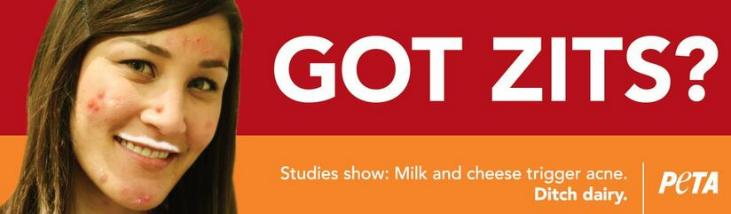 GOT ZITS?
Studies show: Milk and cheese trigger acne.
Ditch dairy.
PeTA